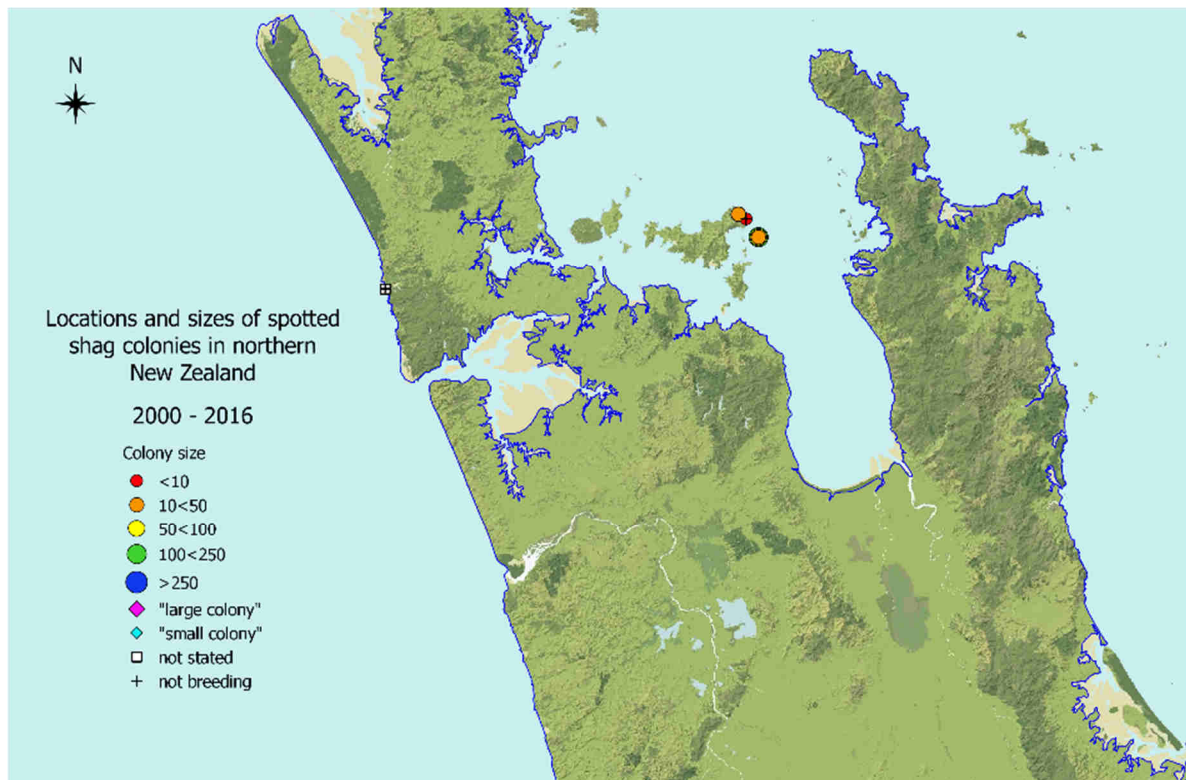 N
Locations and sizes of spotted
shag colonies in northern
New Zealand
2000 - 2016
Colony size
<10
10<50
50<100
100<250
>250
"large colony"
"small colony"
not stated
not breeding